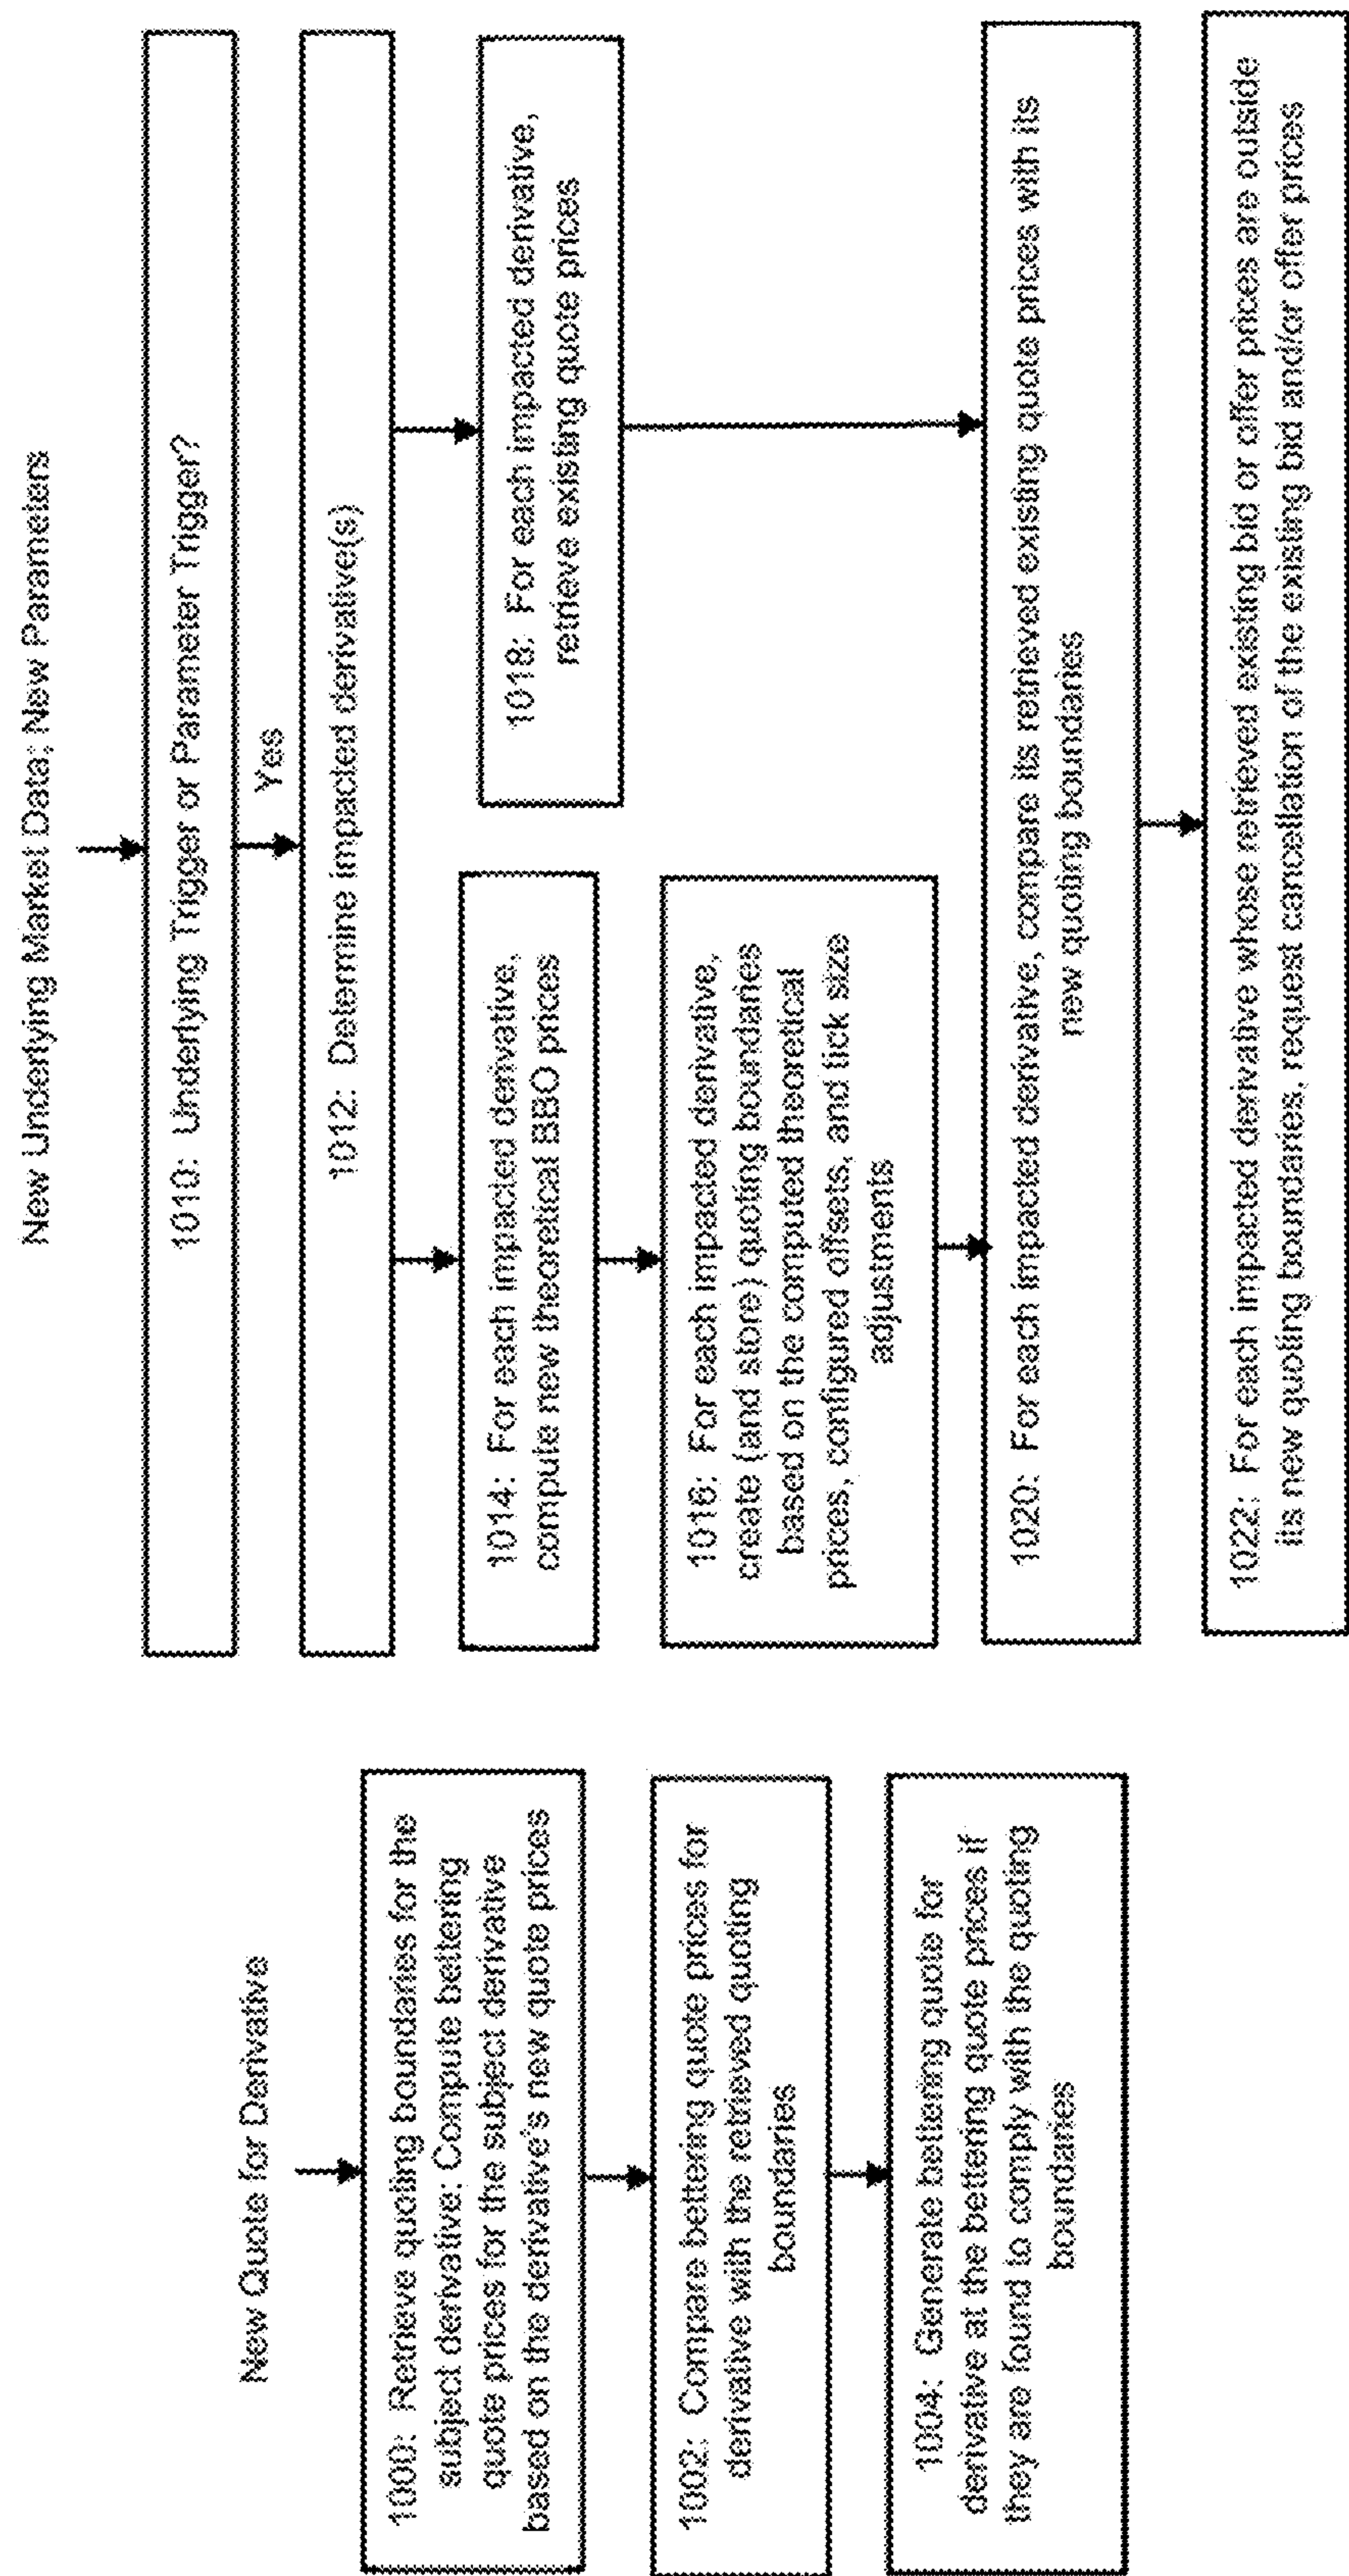 New Quote for Derivative
1000: Retrieve quoting boundaries for the
subject derivative; Compute bettering
quote prices for the subject derivative
based on the derivative's new quote prices
1002: Compare bettering quote prices for
derivative with the retrieved quoting
boundaries
1004: Generate bettering quote for
derivative at the bettering quote prices if
they are found to comply with the quoting
boundaries
New Underlying Market Data; New Parameters
1010: Underlying Trigger or Parameter Trigger?
Yes
1012: Determine impacted derivative(s)
1014: For each impacted derivative,
compute new theoretical BBO prices
1016: For each impacted derivative,
create (and store) quoting boundaries
based on the computed theoretical
prices, configured offsets, and tick size
adjustments
1018: For each impacted derivative,
retrieve existing quote prices
1020: For each impacted derivative, compare its retrieved existing quote prices with its
new quoting boundaries
1022: For each impacted derivative whose retrieved existing bid or offer prices are outside
its new quoting boundaries, request cancellation of the existing bid and/or offer prices